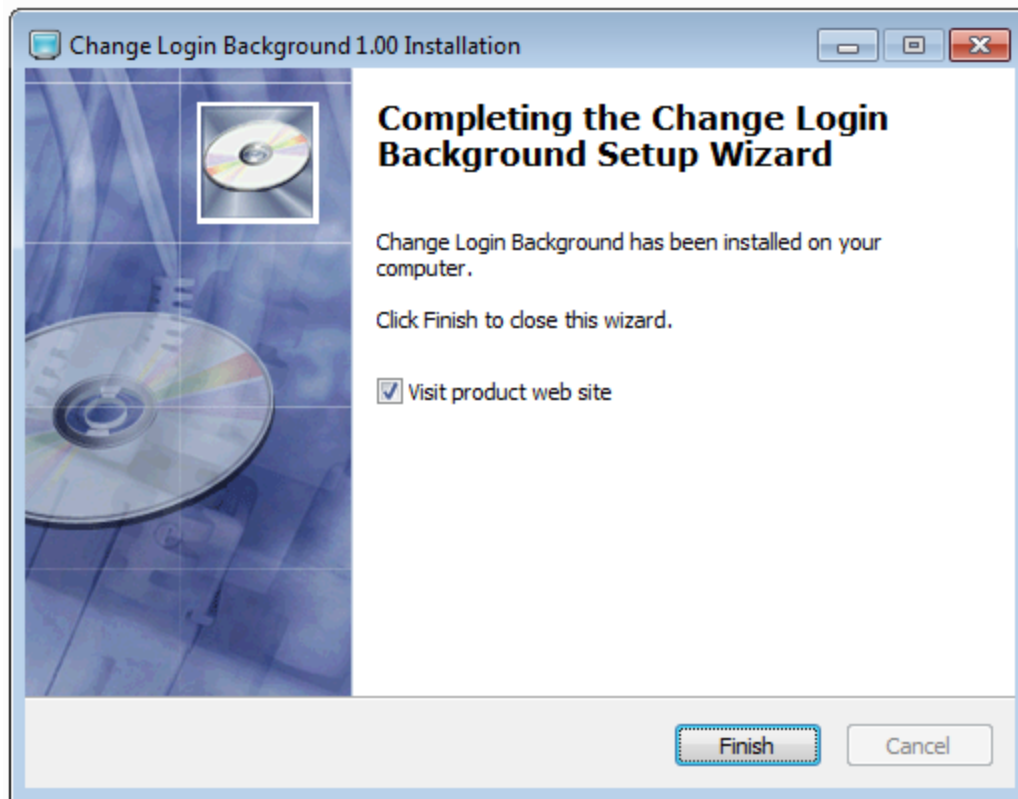 Change Login Background 1.00 Installation
Completing the Change Login
Background Setup Wizard
Change Login Background has been installed on your
computer.
Click Finish to close this wizard.
Visit product web site
Finish
Cancel